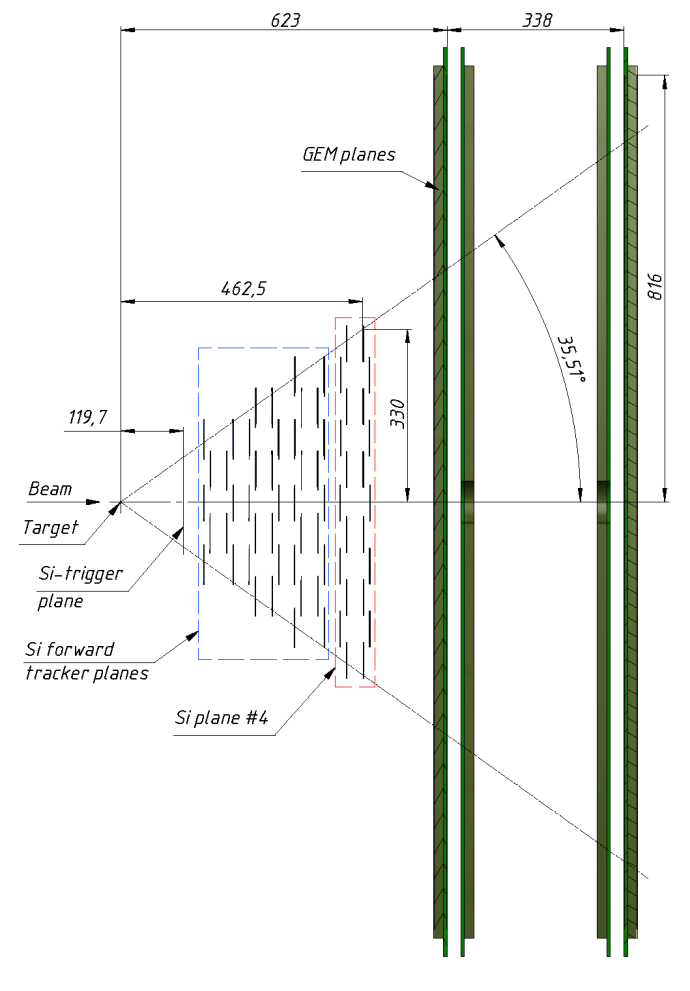 623
338
GEM planes
816
462,5
35,51°
330
119,7
Beam
Target
Si-trigger
plane
Si forward
tracker planes
Si plane #4